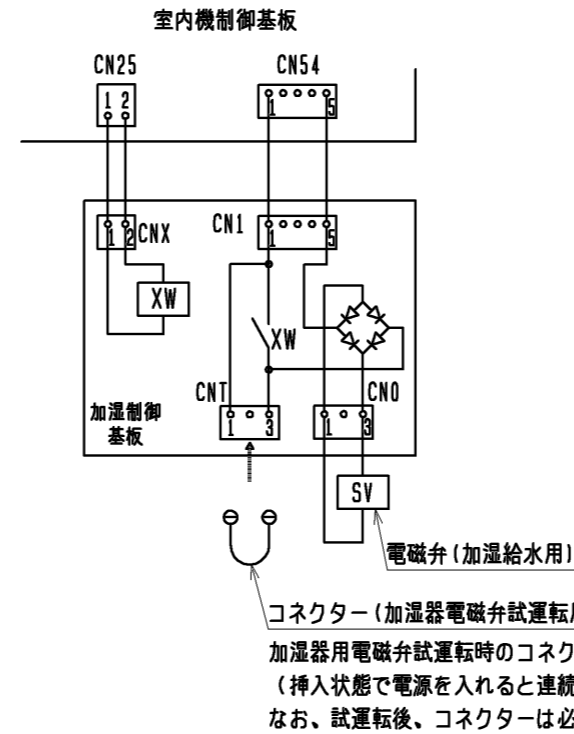 室内機制御基板
CN25
CN54
1 2
1 5
CNX
CN1
1 2
1 5
XW
XW
CNT
CNO
加湿制御
基板
1 3
1 3
SV
電磁弁(加湿給水用)
コネクター(加湿器電磁弁試運転
加湿器用電磁弁試運転時のコネク
(挿入状態で電源を入れると連続
なお、試運転後、コネクターは必